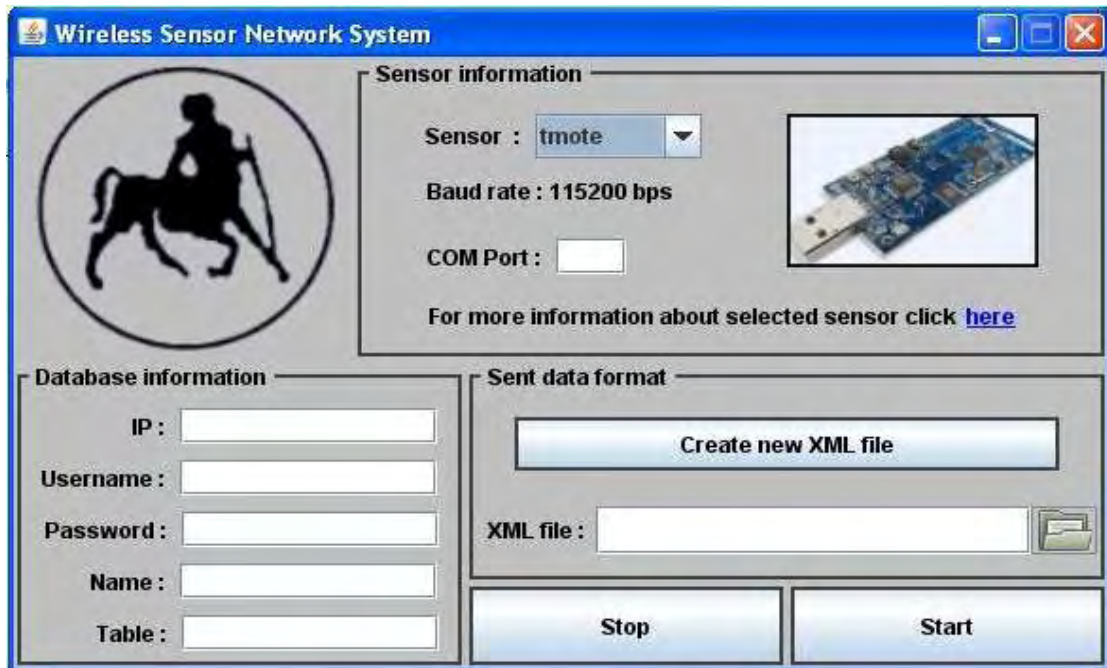 Wireless Sensor Network System
Sensor information
Sensor : tmote
Baud rate : 115200 bps
COM Port :
For more information about selected sensor click here
Database information
IP :
Username :
Password :
Name :
Table :
Sent data format
Create new XML file
XML file :
Stop
Start